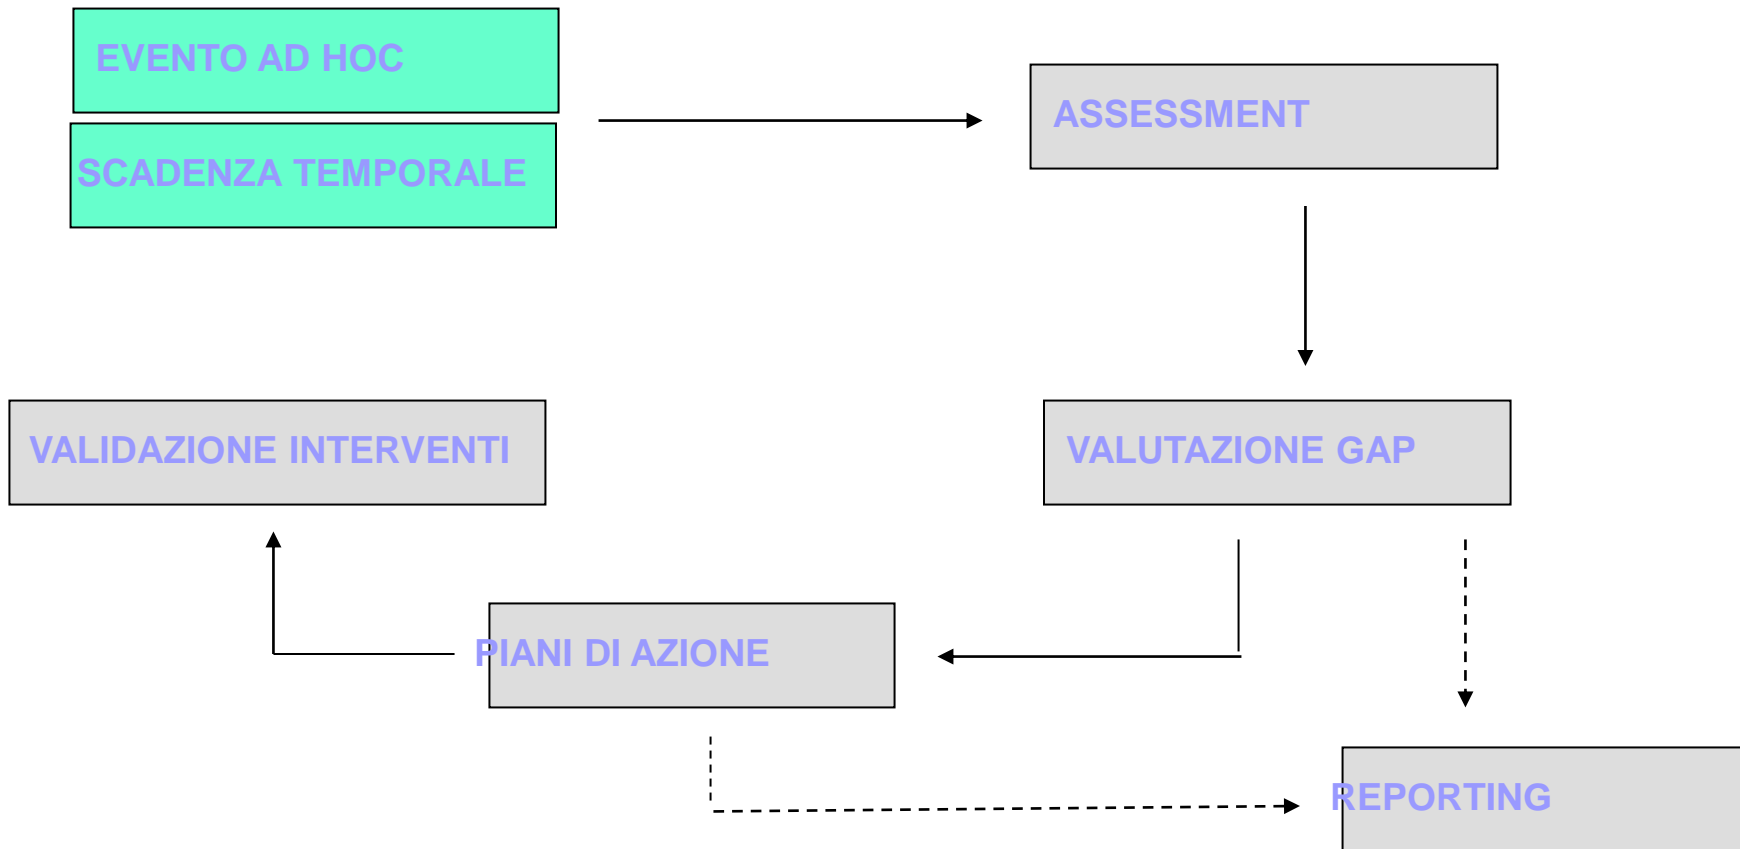 EVENTO AD HOC
SCADENZA TEMPORALE
ASSESSMENT
VALIDAZIONE INTERVENTI
VALUTAZIONE GAP
PIANI DI AZIONE
REPORTING